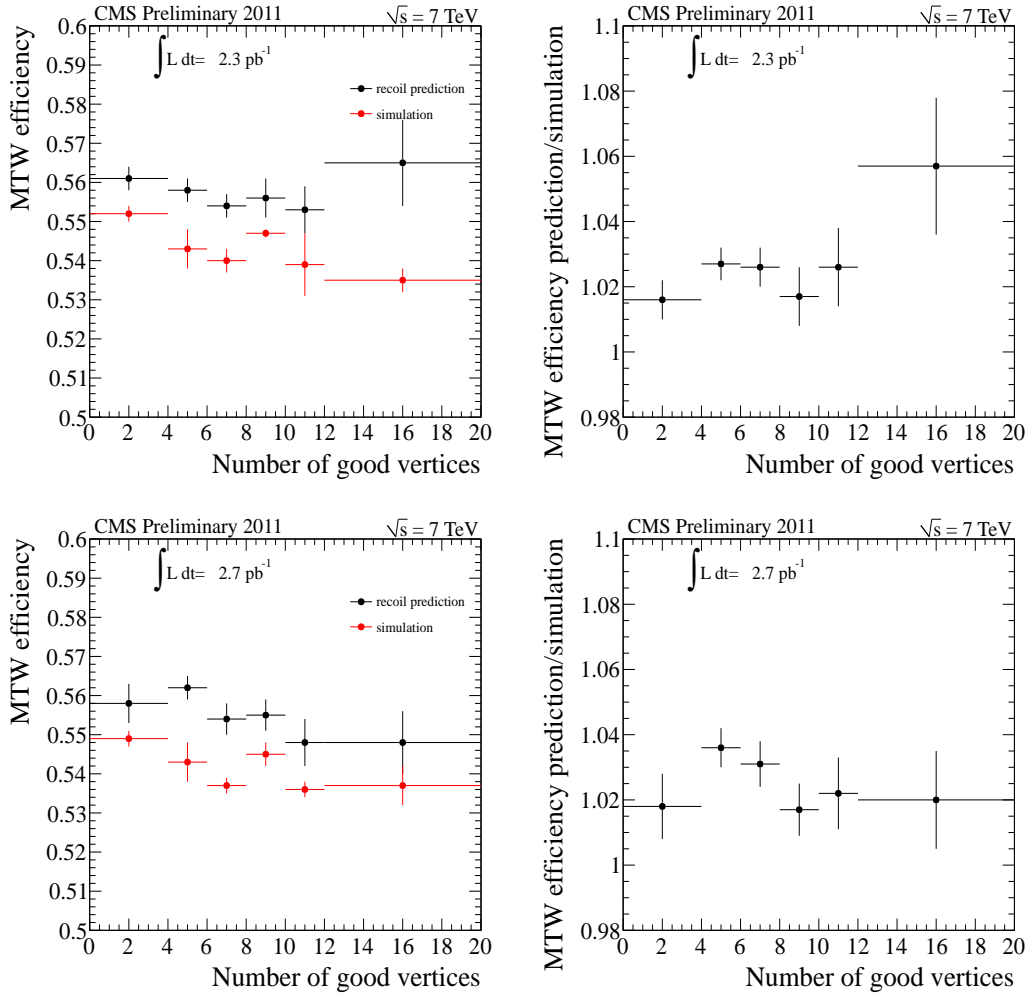 CMS Preliminary 2011
√s = 7 TeV
∫ L dt= 2.3 pb⁻¹
recoil prediction
simulation
MTW efficiency
0.6
0.59
0.58
0.57
0.56
0.55
0.54
0.53
0.52
0.51
0.5
0 2 4 6 8 10 12 14 16 18 20
Number of good vertices
CMS Preliminary 2011
√s = 7 TeV
∫ L dt= 2.3 pb⁻¹
MTW efficiency prediction/simulation
1.1
1.08
1.06
1.04
1.02
1
0.98
0 2 4 6 8 10 12 14 16 18 20
Number of good vertices
CMS Preliminary 2011
√s = 7 TeV
∫ L dt= 2.7 pb⁻¹
recoil prediction
simulation
MTW efficiency
0.6
0.59
0.58
0.57
0.56
0.55
0.54
0.53
0.52
0.51
0.5
0 2 4 6 8 10 12 14 16 18 20
Number of good vertices
CMS Preliminary 2011
√s = 7 TeV
∫ L dt= 2.7 pb⁻¹
MTW efficiency prediction/simulation
1.1
1.08
1.06
1.04
1.02
1
0.98
0 2 4 6 8 10 12 14 16 18 20
Number of good vertices